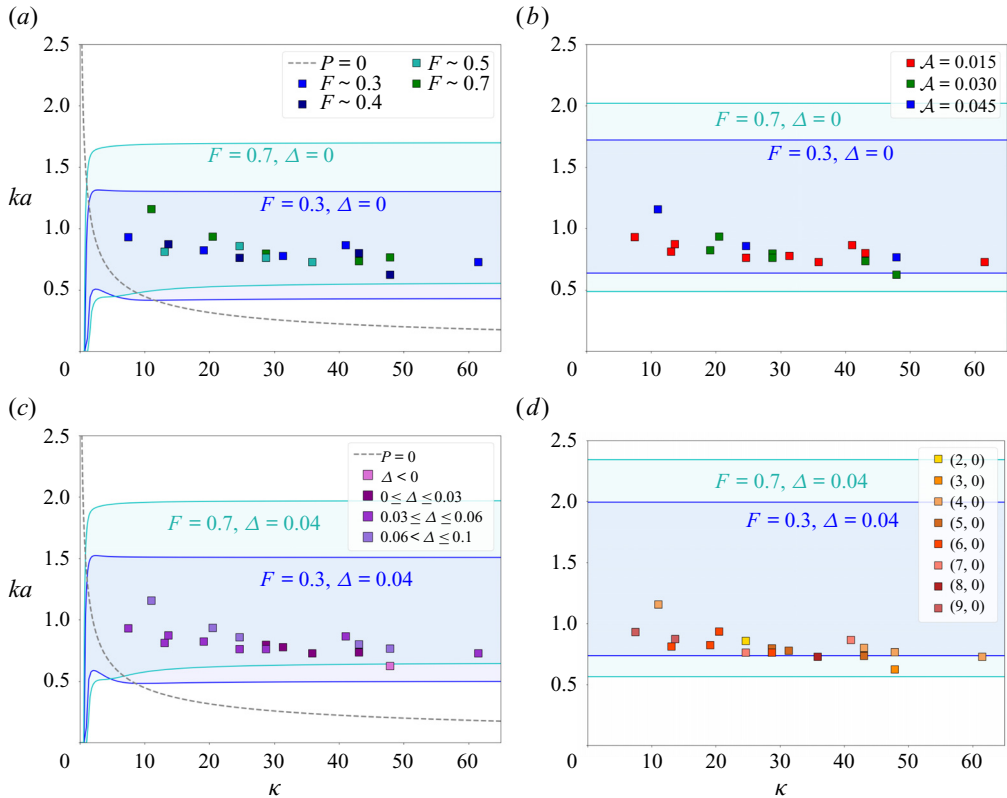 (a)
2.5
2.0
1.5
ka
1.0
0.5
0
10
20
30
40
50
60
P = 0
F ~ 0.3
F ~ 0.4
F ~ 0.5
F ~ 0.7
F = 0.7, Δ = 0
F = 0.3, Δ = 0
(b)
2.5
2.0
1.5
1.0
0.5
0
10
20
30
40
50
60
𝒜 = 0.015
𝒜 = 0.030
𝒜 = 0.045
F = 0.7, Δ = 0
F = 0.3, Δ = 0
(c)
2.5
2.0
1.5
ka
1.0
0.5
0
10
20
30
40
50
60
κ
P = 0
Δ < 0
0 ≤ Δ ≤ 0.03
0.03 ≤ Δ ≤ 0.06
0.06 < Δ ≤ 0.1
F = 0.7, Δ = 0.04
F = 0.3, Δ = 0.04
(d)
2.5
2.0
1.5
1.0
0.5
0
10
20
30
40
50
60
κ
(2, 0)
(3, 0)
(4, 0)
(5, 0)
(6, 0)
(7, 0)
(8, 0)
(9, 0)
F = 0.7, Δ = 0.04
F = 0.3, Δ = 0.04